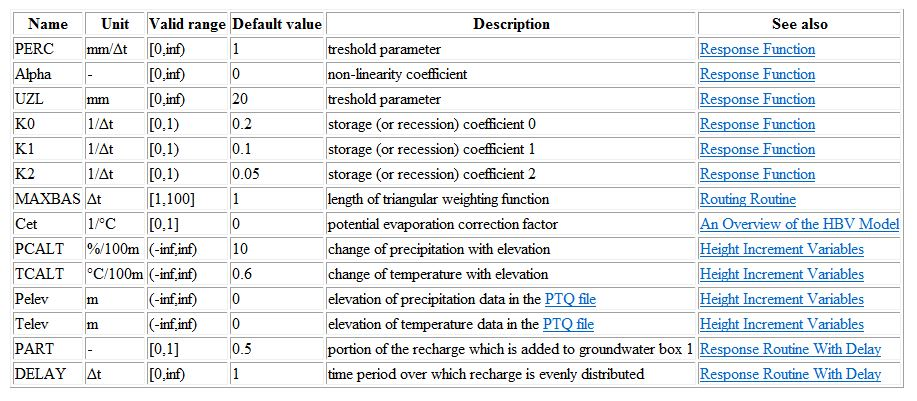 Name Unit Valid range Default value Description See also
PERC mm/Δt [0,inf) 1 treshold parameter Response Function
Alpha - [0,inf) 0 non-linearity coefficient Response Function
UZL mm [0,inf) 20 treshold parameter Response Function
K0 1/Δt [0,1) 0.2 storage (or recession) coefficient 0 Response Function
K1 1/Δt [0,1) 0.1 storage (or recession) coefficient 1 Response Function
K2 1/Δt [0,1) 0.05 storage (or recession) coefficient 2 Response Function
MAXBAS Δt [1,100] 1 length of triangular weighting function Routing Routine
Cet 1/°C [0,1] 0 potential evaporation correction factor An Overview of the HBV Model
PCALT %/100m (-inf,inf) 10 change of precipitation with elevation Height Increment Variables
TCALT °C/100m (-inf,inf) 0.6 change of temperature with elevation Height Increment Variables
Pelev m (-inf,inf) 0 elevation of precipitation data in the PTQ file Height Increment Variables
Telev m (-inf,inf) 0 elevation of temperature data in the PTQ file Height Increment Variables
PART - [0,1] 0.5 portion of the recharge which is added to groundwater box 1 Response Routine With Delay
DELAY Δt [0,inf) 1 time period over which recharge is evenly distributed Response Routine With Delay